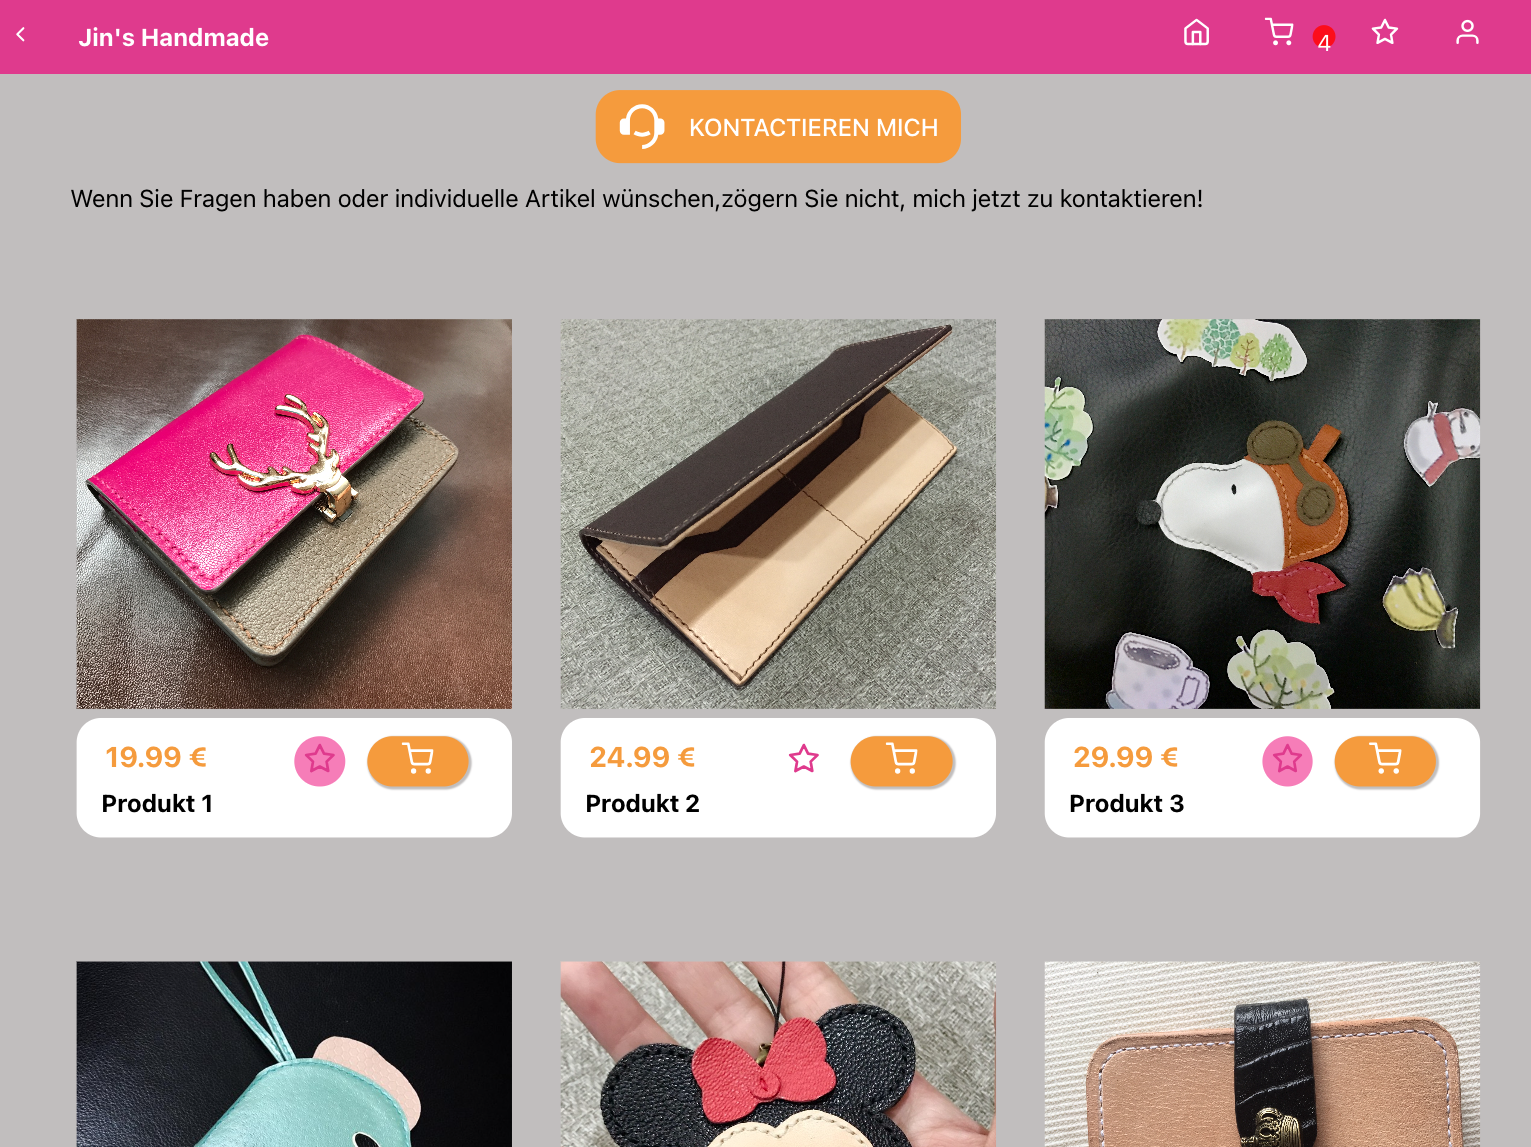 Jin's Handmade
4
KONTACTIEREN MICH
Wenn Sie Fragen haben oder individuelle Artikel wünschen,zögern Sie nicht, mich jetzt zu kontaktieren!
19.99 €
Produkt 1
24.99 €
Produkt 2
29.99 €
Produkt 3